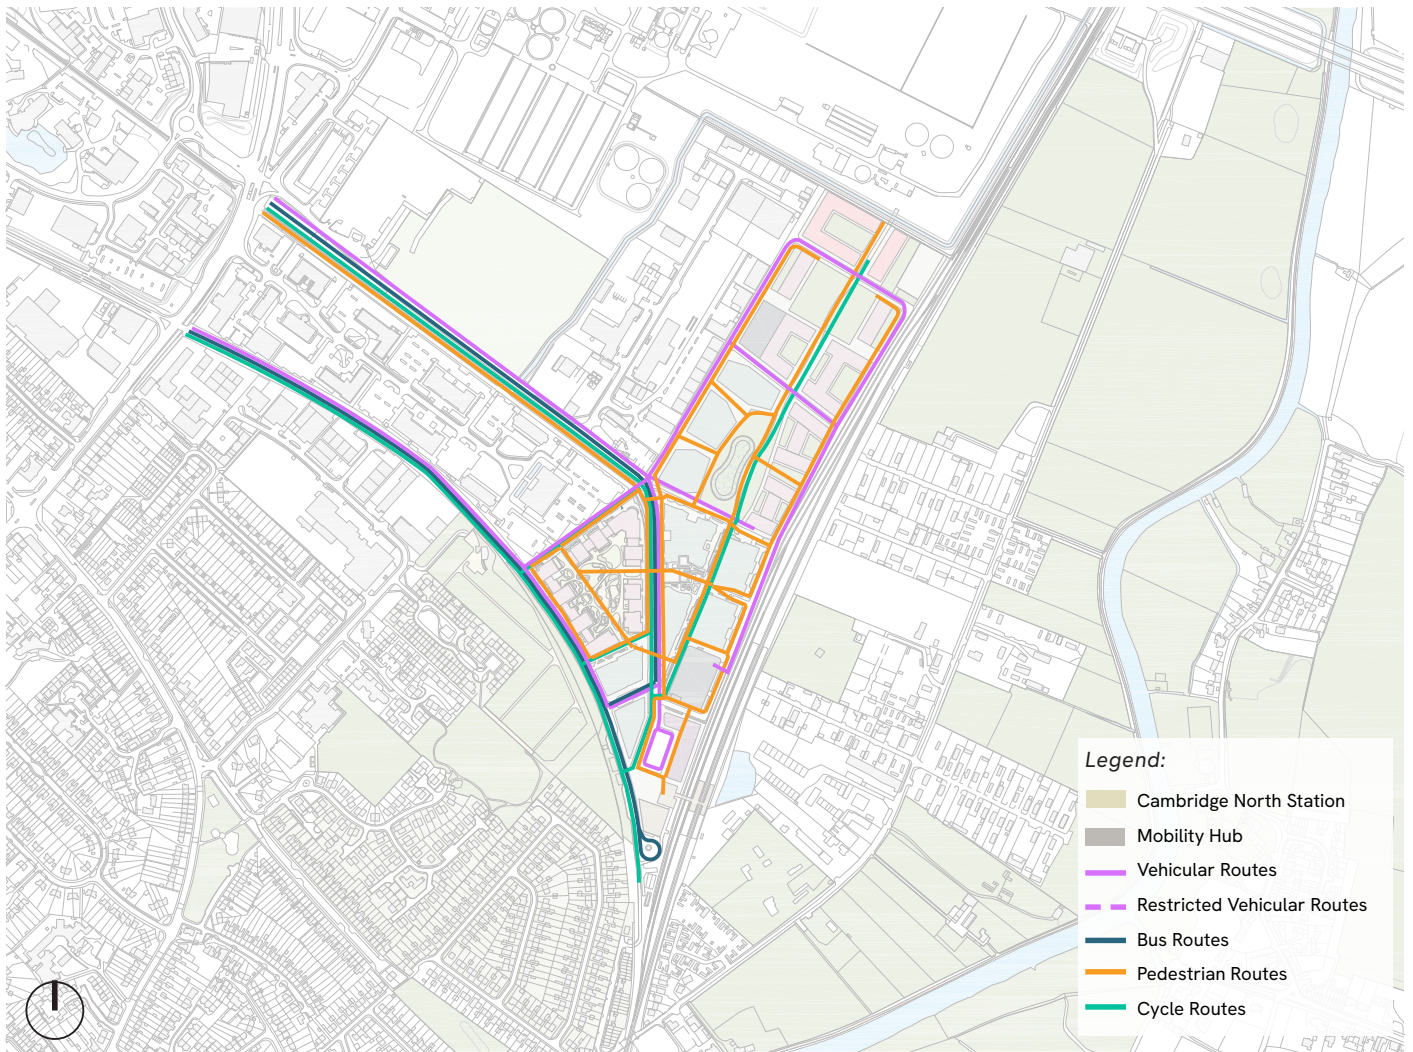 Legend:
Cambridge North Station
Mobility Hub
Vehicular Routes
Restricted Vehicular Routes
Bus Routes
Pedestrian Routes
Cycle Routes